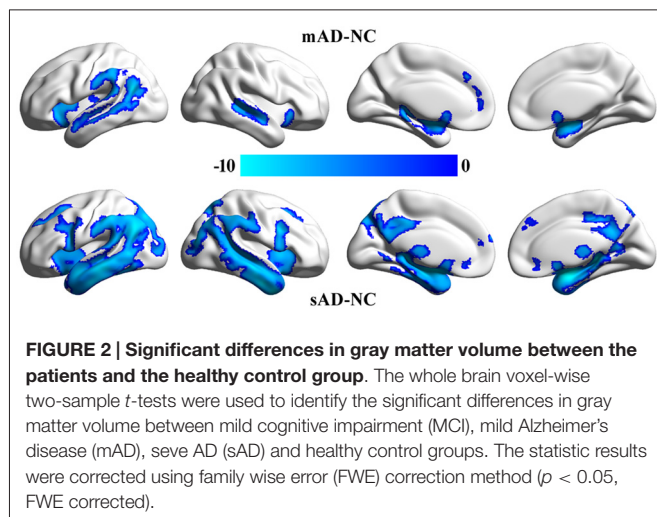 mAD-NC
-10 0
sAD-NC
FIGURE 2 | Significant differences in gray matter volume between the
patients and the healthy control group. The whole brain voxel-wise
two-sample t-tests were used to identify the significant differences in gray
matter volume between mild cognitive impairment (MCI), mild Alzheimer's
disease (mAD), seve AD (sAD) and healthy control groups. The statistic results
were corrected using family wise error (FWE) correction method (p < 0.05,
FWE corrected).